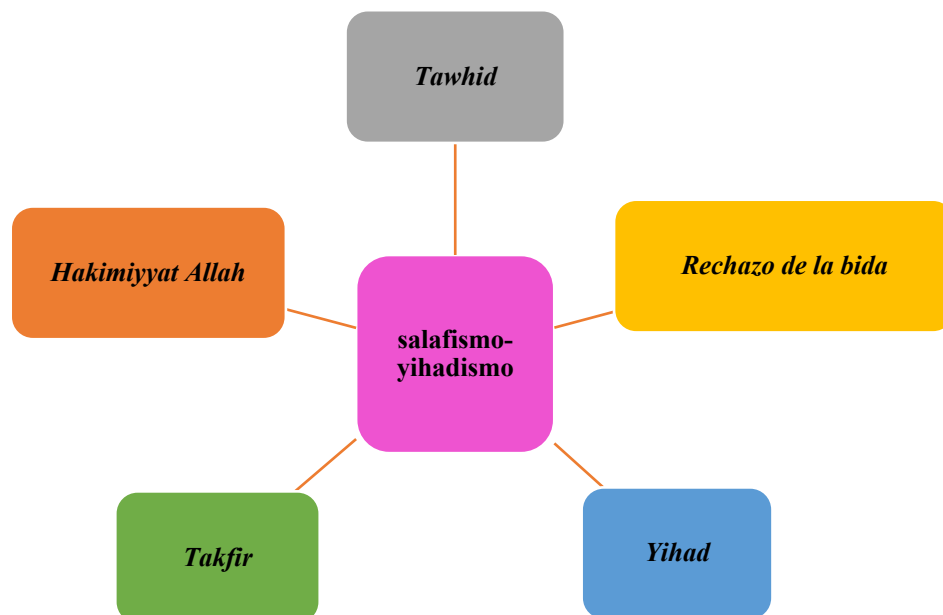 Tawhid
Hakimiyyat Allah
Rechazo de la bida
salafismo-
yihadismo
Takfir
Yihad